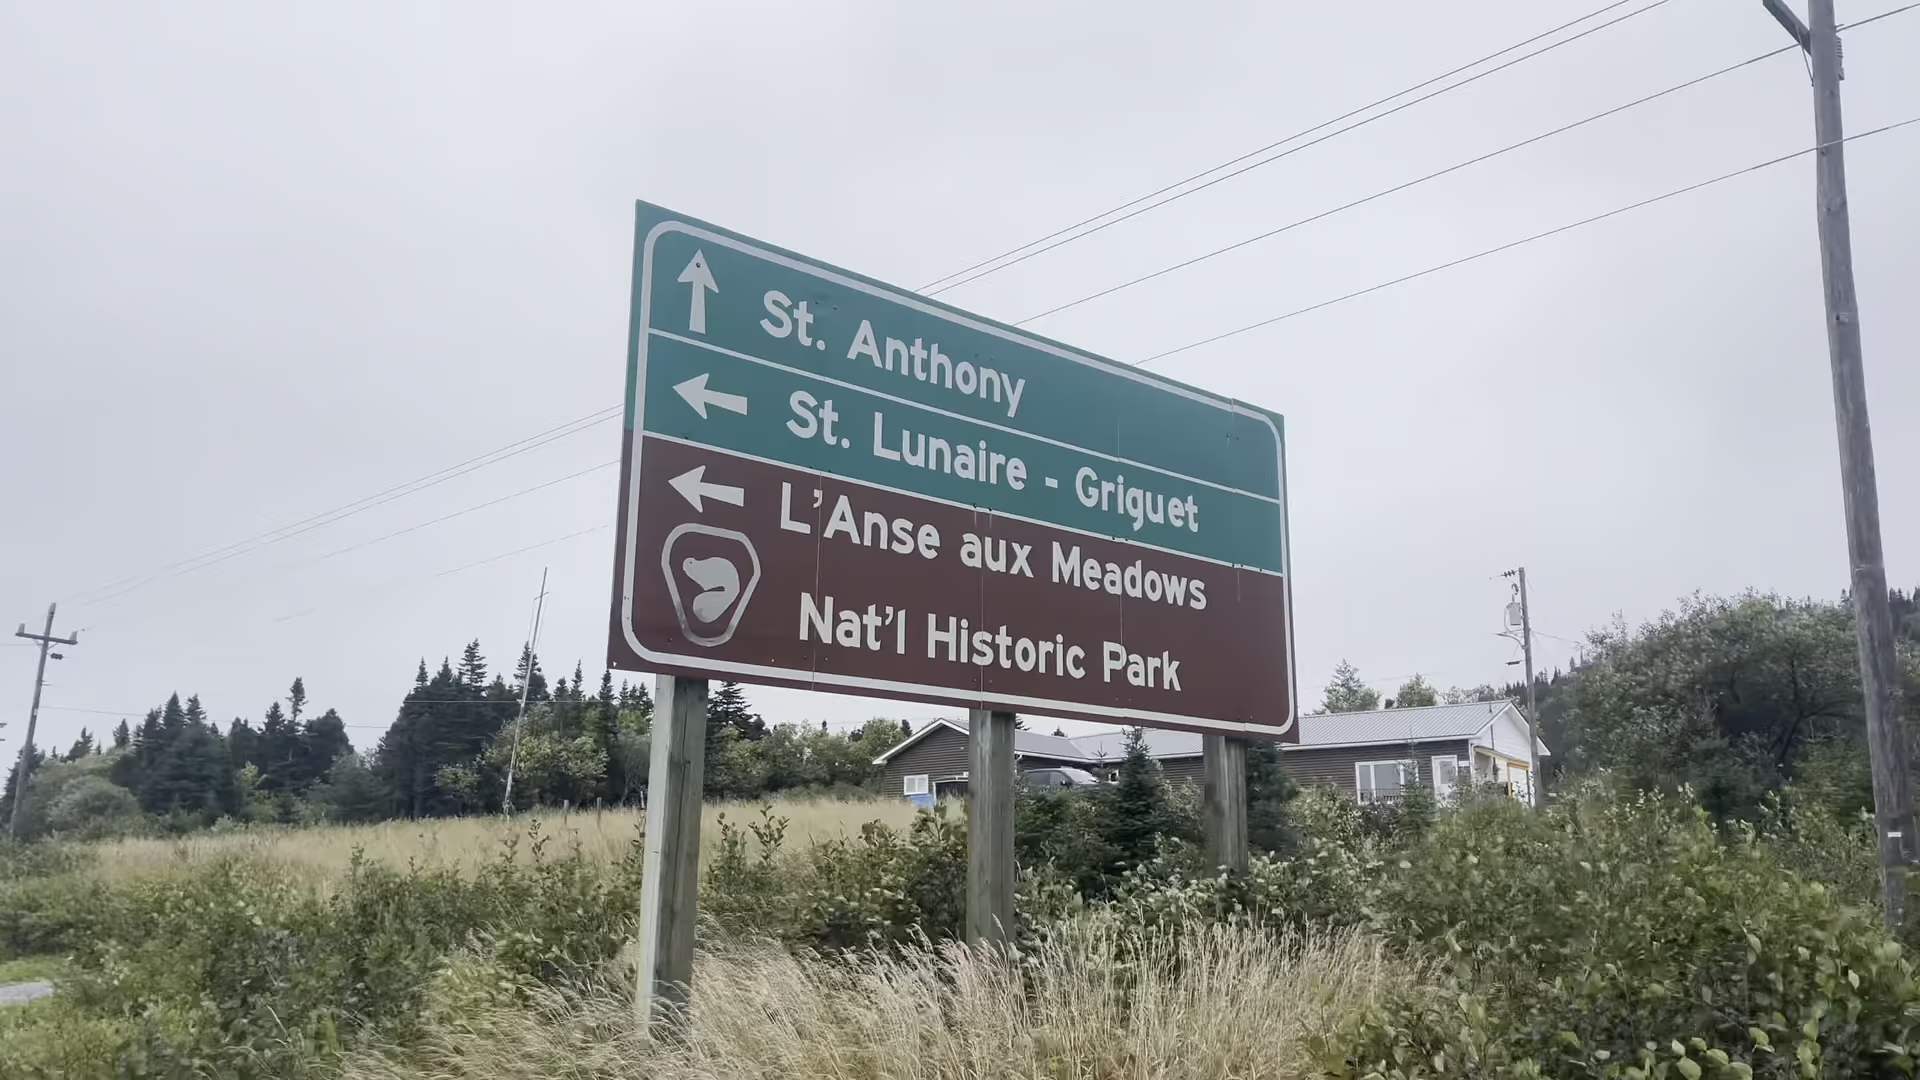 St. Anthony
St. Lunaire - Griguet
L'Anse aux Meadows
Nat'l Historic Park